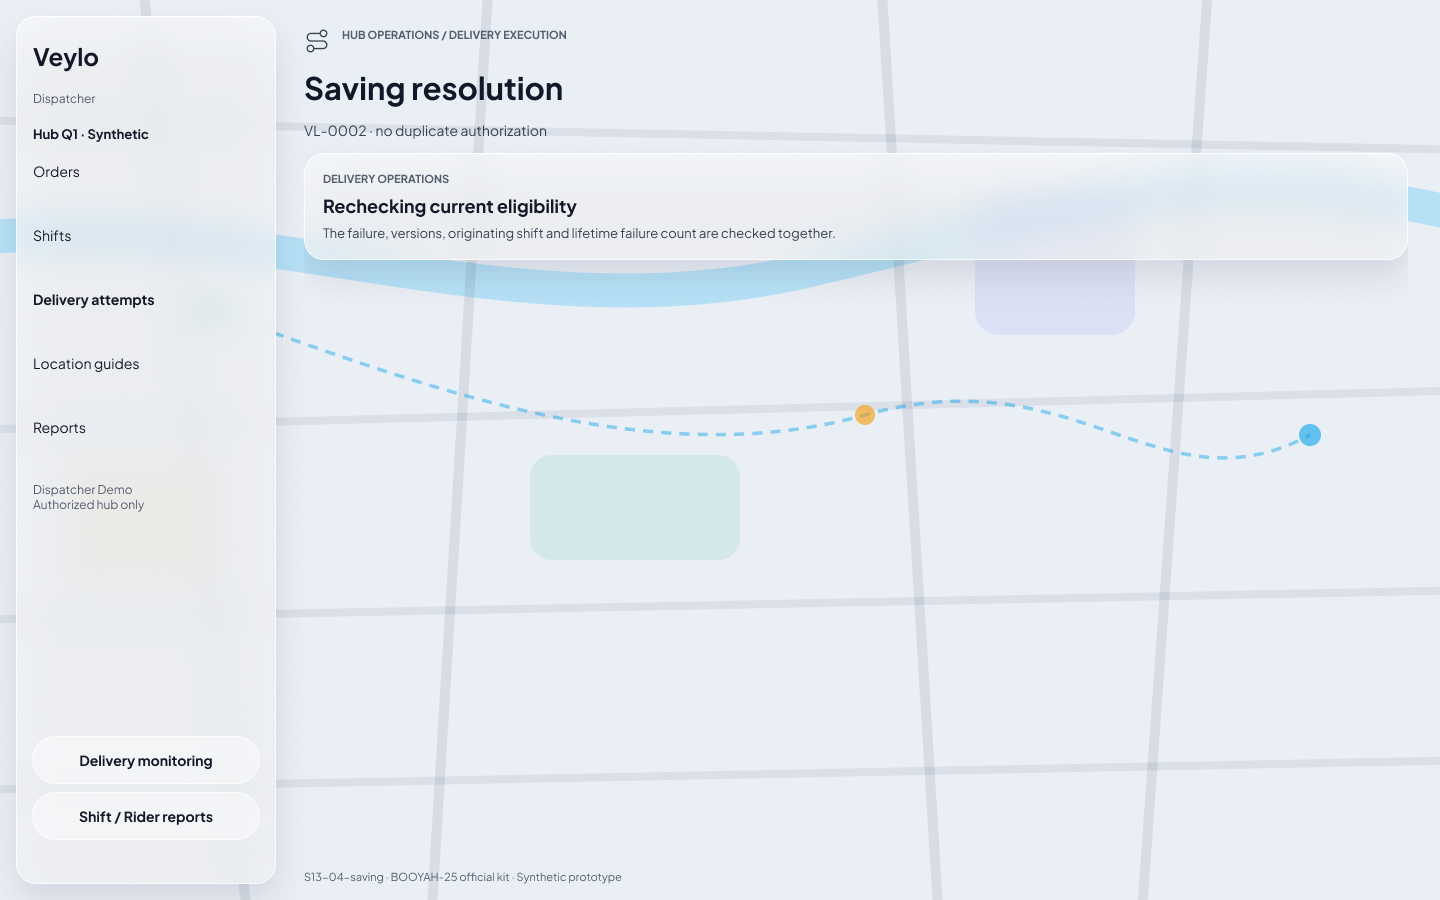 Veylo
Dispatcher
Hub Q1 · Synthetic
Orders
Shifts
Delivery attempts
Location guides
Reports
Dispatcher Demo
Authorized hub only
Delivery monitoring
Shift / Rider reports
HUB OPERATIONS / DELIVERY EXECUTION
Saving resolution
VL-0002 · no duplicate authorization
DELIVERY OPERATIONS
Rechecking current eligibility
The failure, versions, originating shift and lifetime failure count are checked together.
S13-04-saving · BOOYAH-25 official kit · Synthetic prototype